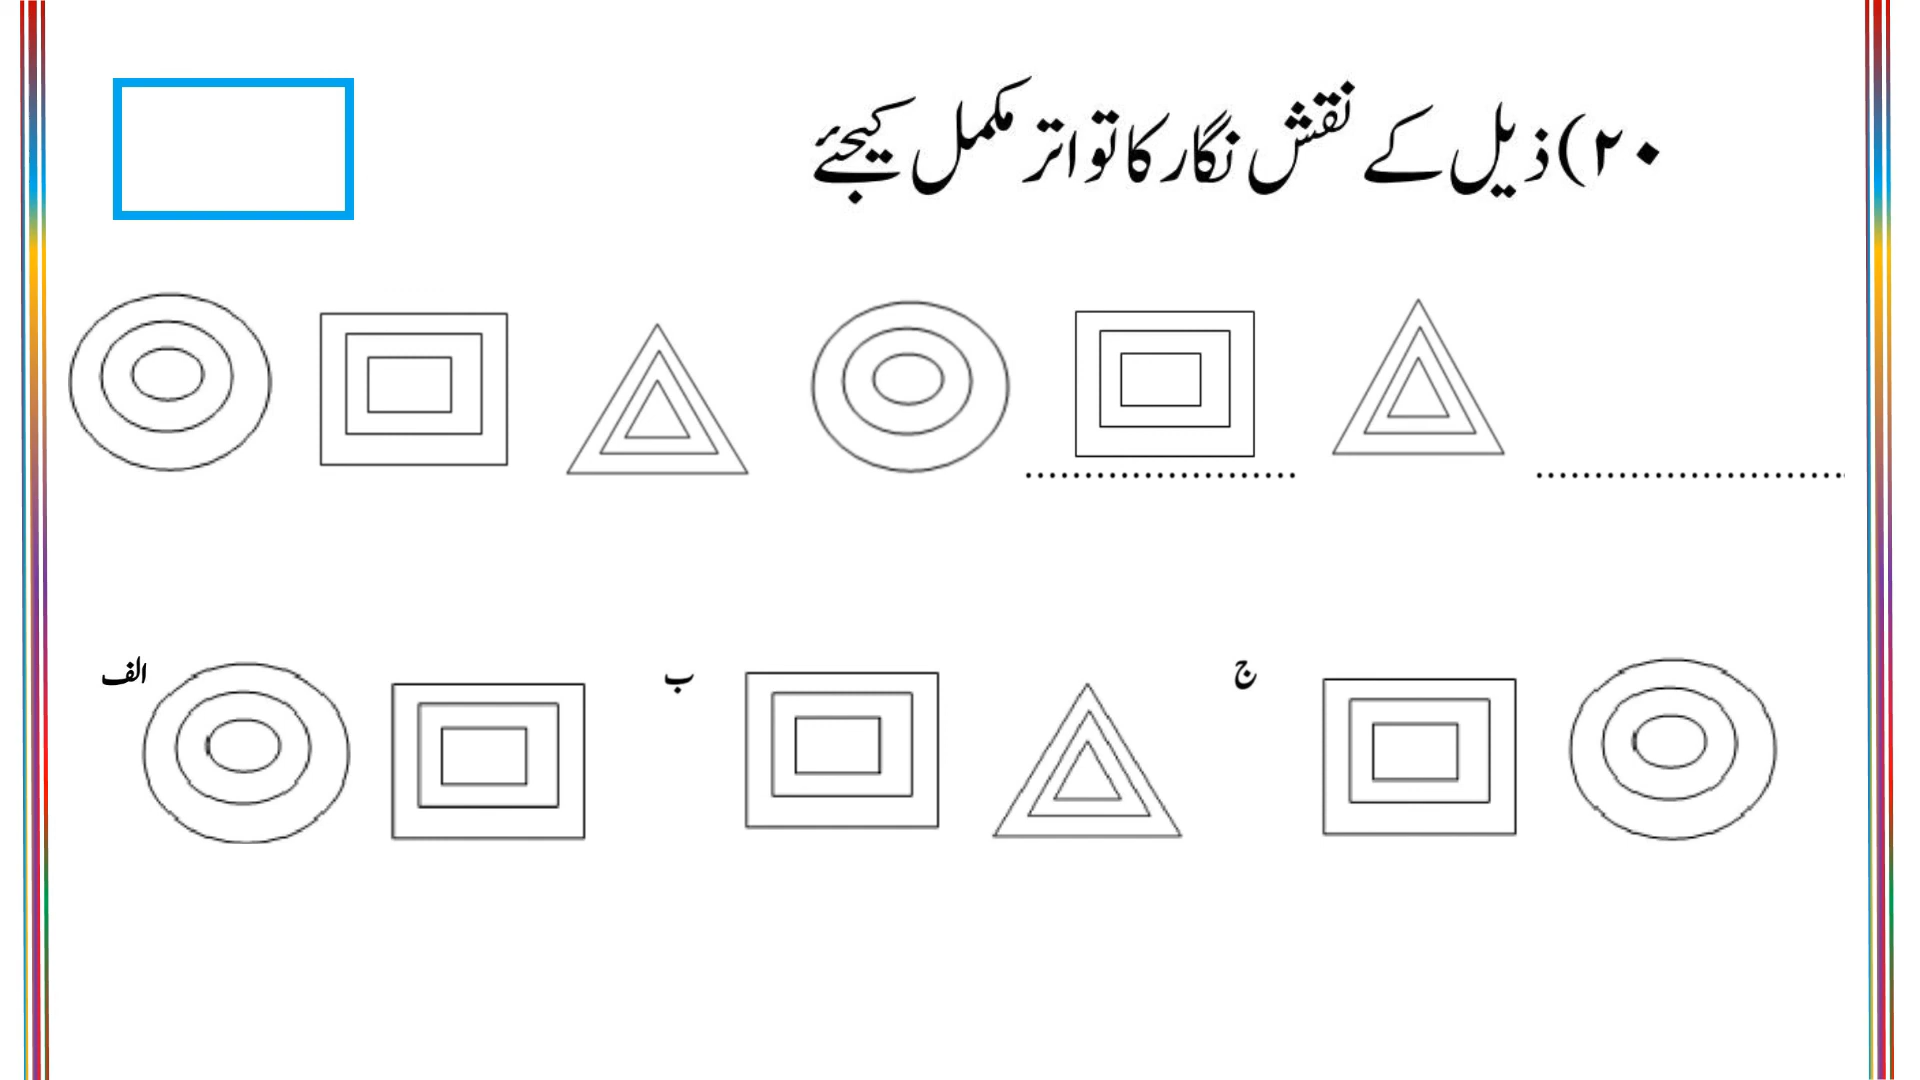 ۲۰) ذیل کے نقش نگار کا تواتر مکمل کیجئے
الف
ب
ج